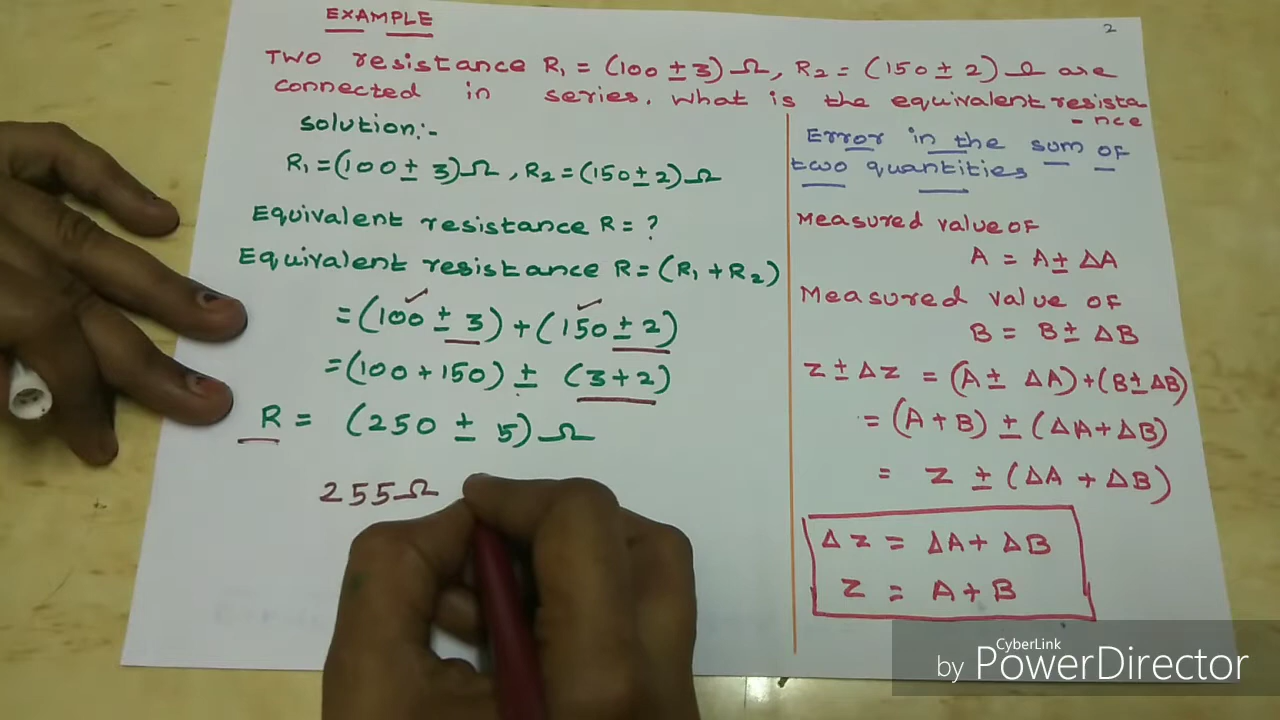 EXAMPLE
2
TWO resistance R₁ = (100 ± 3) Ω, R₂ = (150 ± 2) Ω are
connected in series. What is the equivalent resista
- nce
Solution:-
R₁ = (100 ± 3) Ω, R₂ = (150 ± 2) Ω
Equivalent resistance R = ?
Equivalent resistance R = (R₁ + R₂)
= (100 ± 3) + (150 ± 2)
= (100 + 150) ± (3 + 2)
R = (250 ± 5) Ω
255 Ω
Error in the sum of
two quantities
Measured value of
A = A ± ΔA
Measured value of
B = B ± ΔB
Z ± ΔZ = (A ± ΔA) + (B ± ΔB)
= (A + B) ± (ΔA + ΔB)
= Z ± (ΔA + ΔB)
ΔZ = ΔA + ΔB
Z = A + B
CyberLink
by PowerDirector